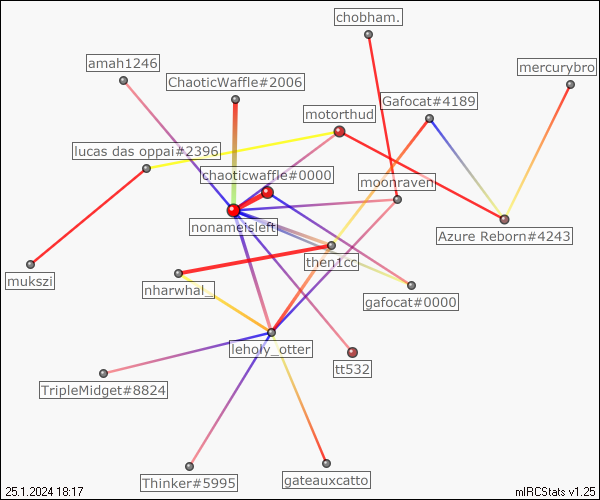 chobham.
amah1246
mercurybro
ChaoticWaffle#2006
Gafocat#4189
motorthud
lucas das oppai#2396
chaoticwaffle#0000
moonraven
nonameisleft
Azure Reborn#4243
then1cc
mukszi
nharwhal_
gafocat#0000
leholy_otter
tt532
TripleMidget#8824
Thinker#5995
gateauxcatto
25.1.2024 18:17
mIRCStats v1.25